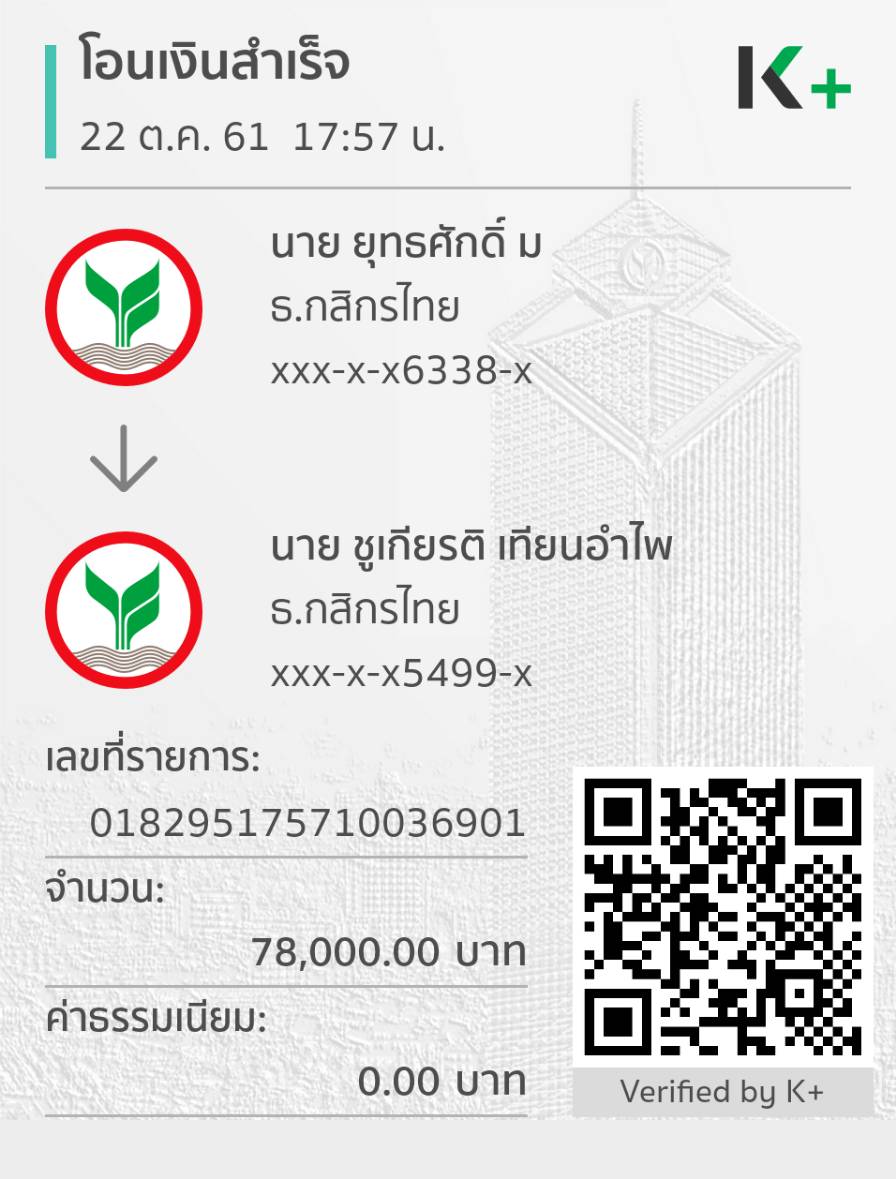 โอนเงินสำเร็จ
K+
22 ต.ค. 61 17:57 น.
นาย ยุทธศักดิ์ ม
ธ.กสิกรไทย
xxx-x-x6338-x
นาย ชูเกียรติ เทียนอำไพ
ธ.กสิกรไทย
xxx-x-x5499-x
เลขที่รายการ:
018295175710036901
จำนวน:
78,000.00 บาท
ค่าธรรมเนียม:
0.00 บาท
Verified by K+